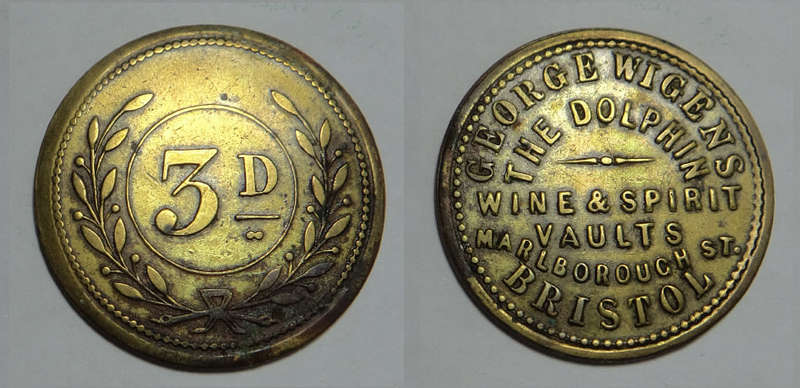 3D
GEORGE WIGENS
THE DOLPHIN
WINE & SPIRIT
VAULTS
MARLBOROUGH ST.
BRISTOL